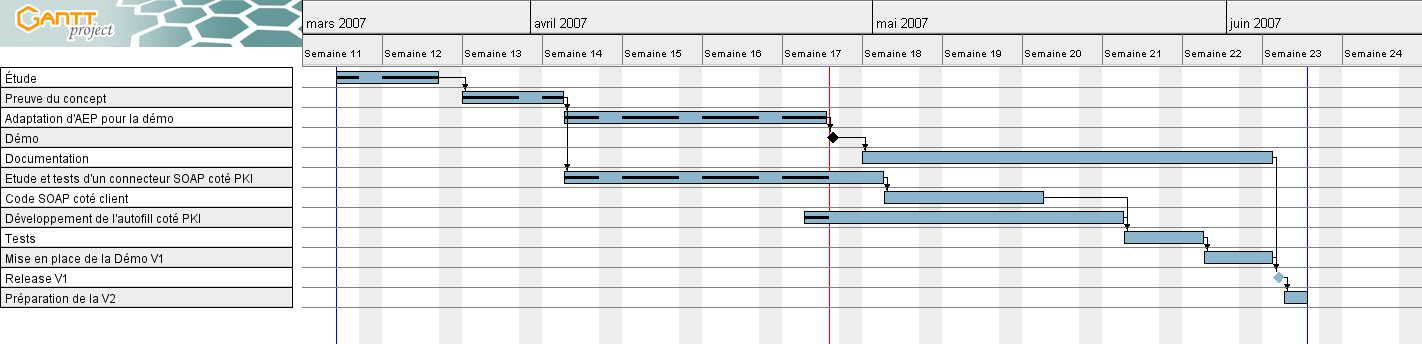 GANTT
project
mars 2007 avril 2007 mai 2007 juin 2007
Semaine 11 Semaine 12 Semaine 13 Semaine 14 Semaine 15 Semaine 16 Semaine 17 Semaine 18 Semaine 19 Semaine 20 Semaine 21 Semaine 22 Semaine 23 Semaine 24
Étude
Preuve du concept
Adaptation d'AEP pour la démo
Démo
Documentation
Etude et tests d'un connecteur SOAP coté PKI
Code SOAP coté client
Développement de l'autofill coté PKI
Tests
Mise en place de la Démo V1
Release V1
Préparation de la V2